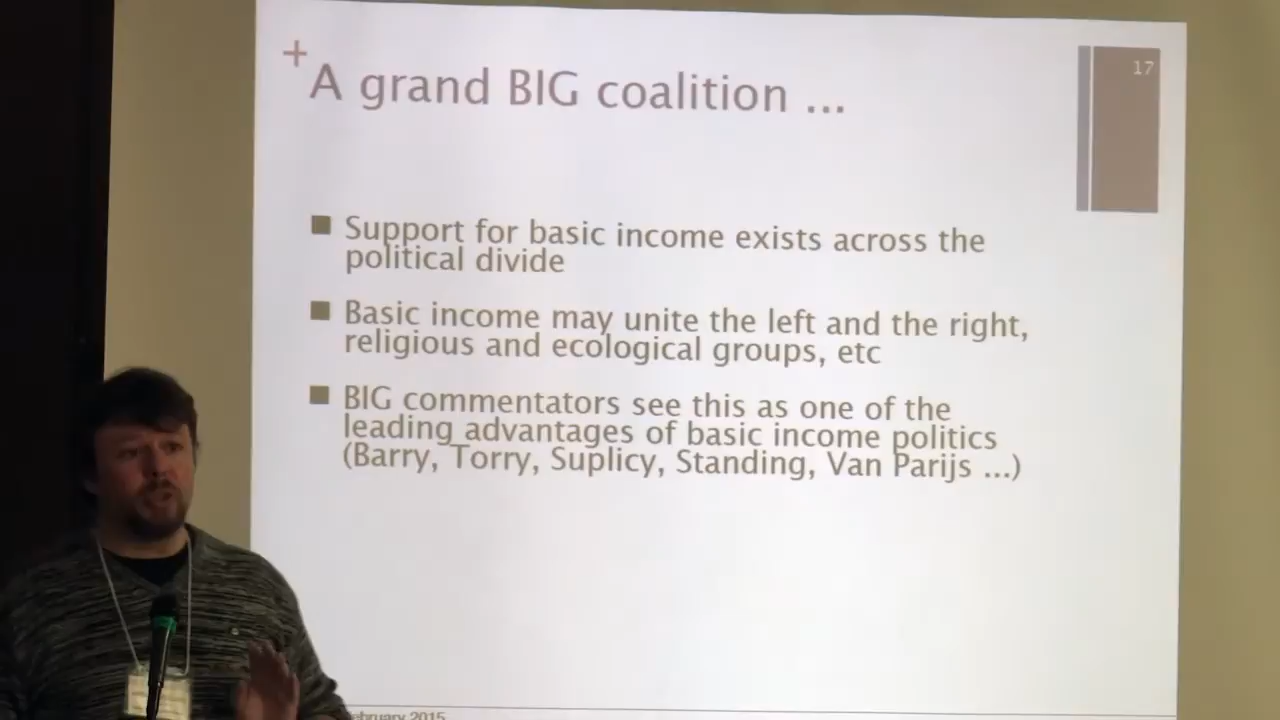 +
A grand BIG coalition ...
17
■ Support for basic income exists across the
political divide
■ Basic income may unite the left and the right,
religious and ecological groups, etc
■ BIG commentators see this as one of the
leading advantages of basic income politics
(Barry, Torry, Suplicy, Standing, Van Parijs ...)
ebruary 2015